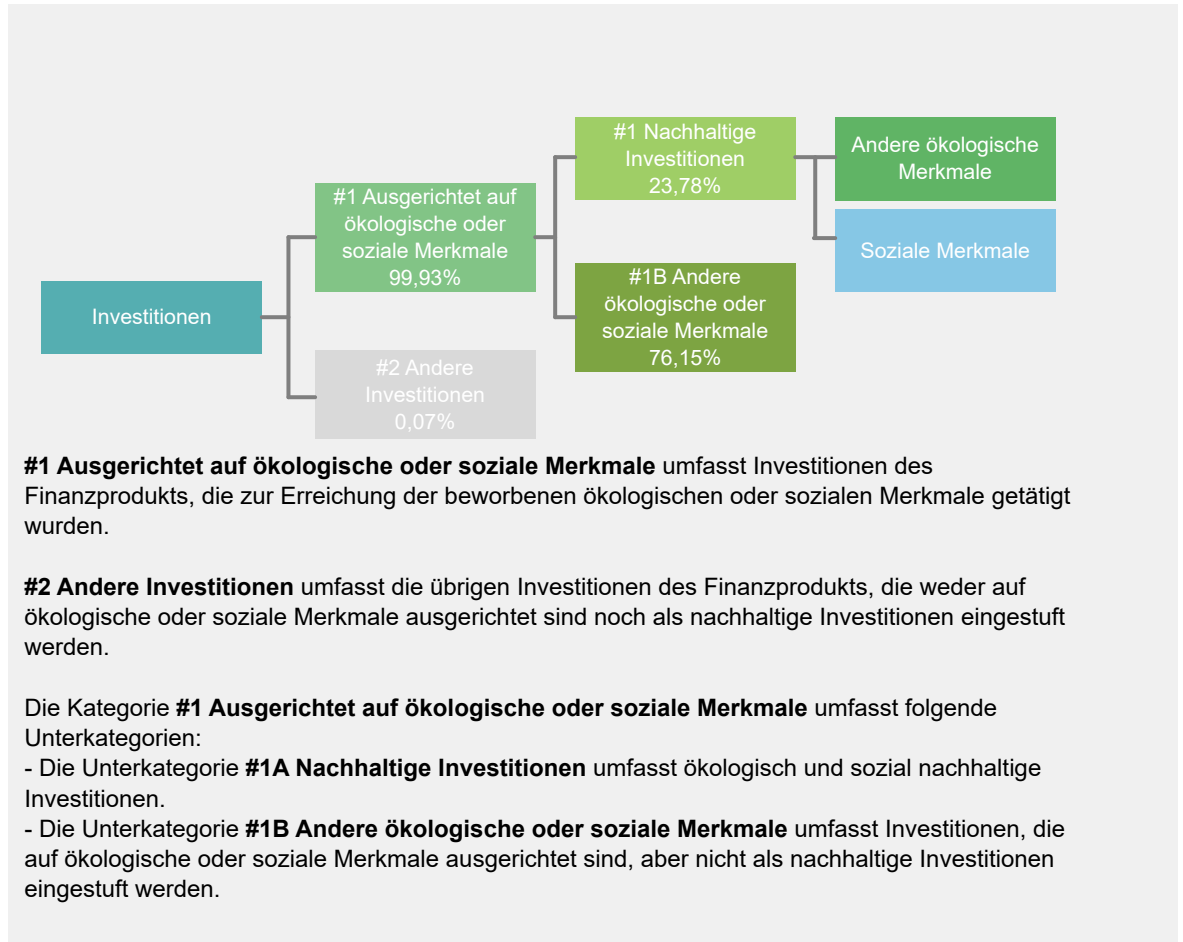 Investitionen
#1 Ausgerichtet auf
ökologische oder
soziale Merkmale
99,93%
#2 Andere
Investitionen
0,07%
#1 Nachhaltige
Investitionen
23,78%
#1B Andere
ökologische oder
soziale Merkmale
76,15%
Andere ökologische
Merkmale
Soziale Merkmale
#1 Ausgerichtet auf ökologische oder soziale Merkmale umfasst Investitionen des
Finanzprodukts, die zur Erreichung der beworbenen ökologischen oder sozialen Merkmale getätigt
wurden.
#2 Andere Investitionen umfasst die übrigen Investitionen des Finanzprodukts, die weder auf
ökologische oder soziale Merkmale ausgerichtet sind noch als nachhaltige Investitionen eingestuft
werden.
Die Kategorie #1 Ausgerichtet auf ökologische oder soziale Merkmale umfasst folgende
Unterkategorien:
- Die Unterkategorie #1A Nachhaltige Investitionen umfasst ökologisch und sozial nachhaltige
Investitionen.
- Die Unterkategorie #1B Andere ökologische oder soziale Merkmale umfasst Investitionen, die
auf ökologische oder soziale Merkmale ausgerichtet sind, aber nicht als nachhaltige Investitionen
eingestuft werden.